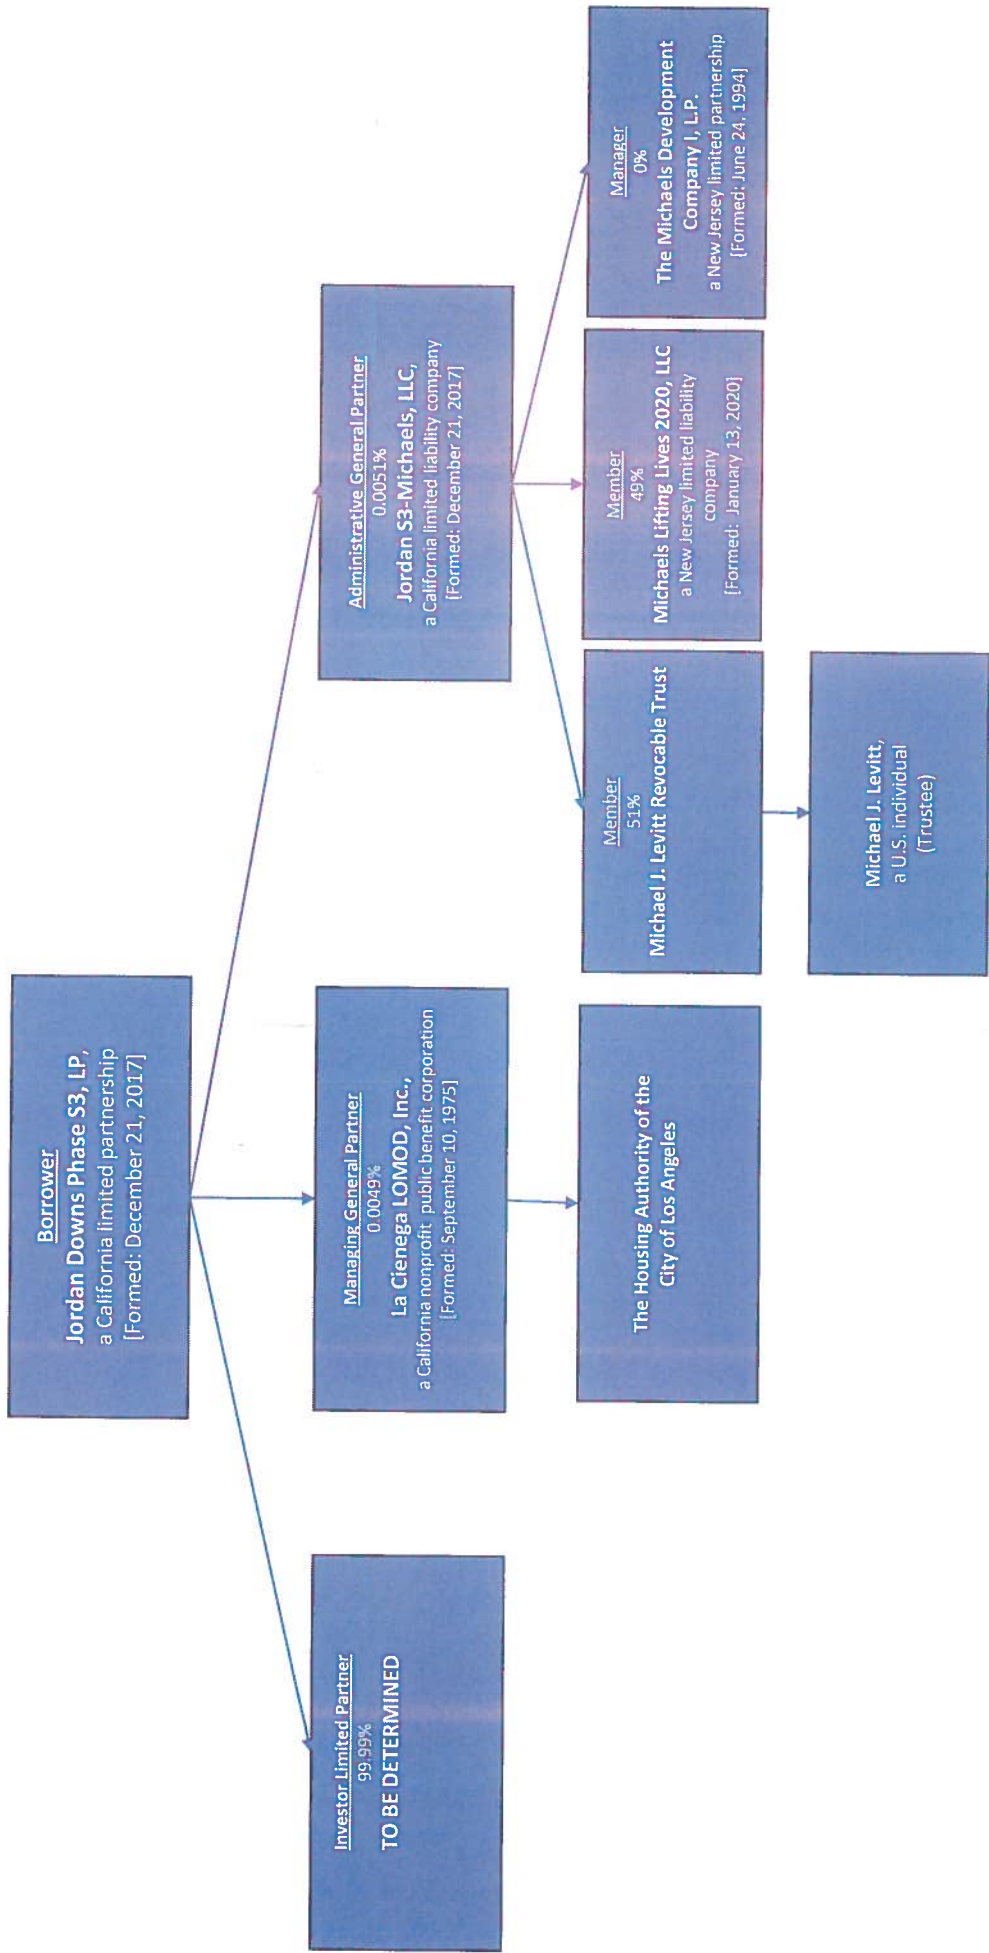 Borrower
Jordan Downs Phase S3, LP,
a California limited partnership
[Formed: December 21, 2017]
Investor Limited Partner
99.99%
TO BE DETERMINED
Managing General Partner
0.0049%
La Cienega LOMOD, Inc.,
a California nonprofit public benefit corporation
[Formed: September 10, 1975]
Administrative General Partner
0.0051%
Jordan S3-Michaels, LLC,
a California limited liability company
[Formed: December 21, 2017]
The Housing Authority of the
City of Los Angeles
Member
51%
Michael J. Levitt Revocable Trust
Member
49%
Michaels Lifting Lives 2020, LLC
a New Jersey limited liability
company
[Formed: January 13, 2020]
Manager
0%
The Michaels Development
Company I, L.P.
a New Jersey limited partnership
[Formed: June 24, 1994]
Michael J. Levitt,
a U.S. individual
(Trustee)